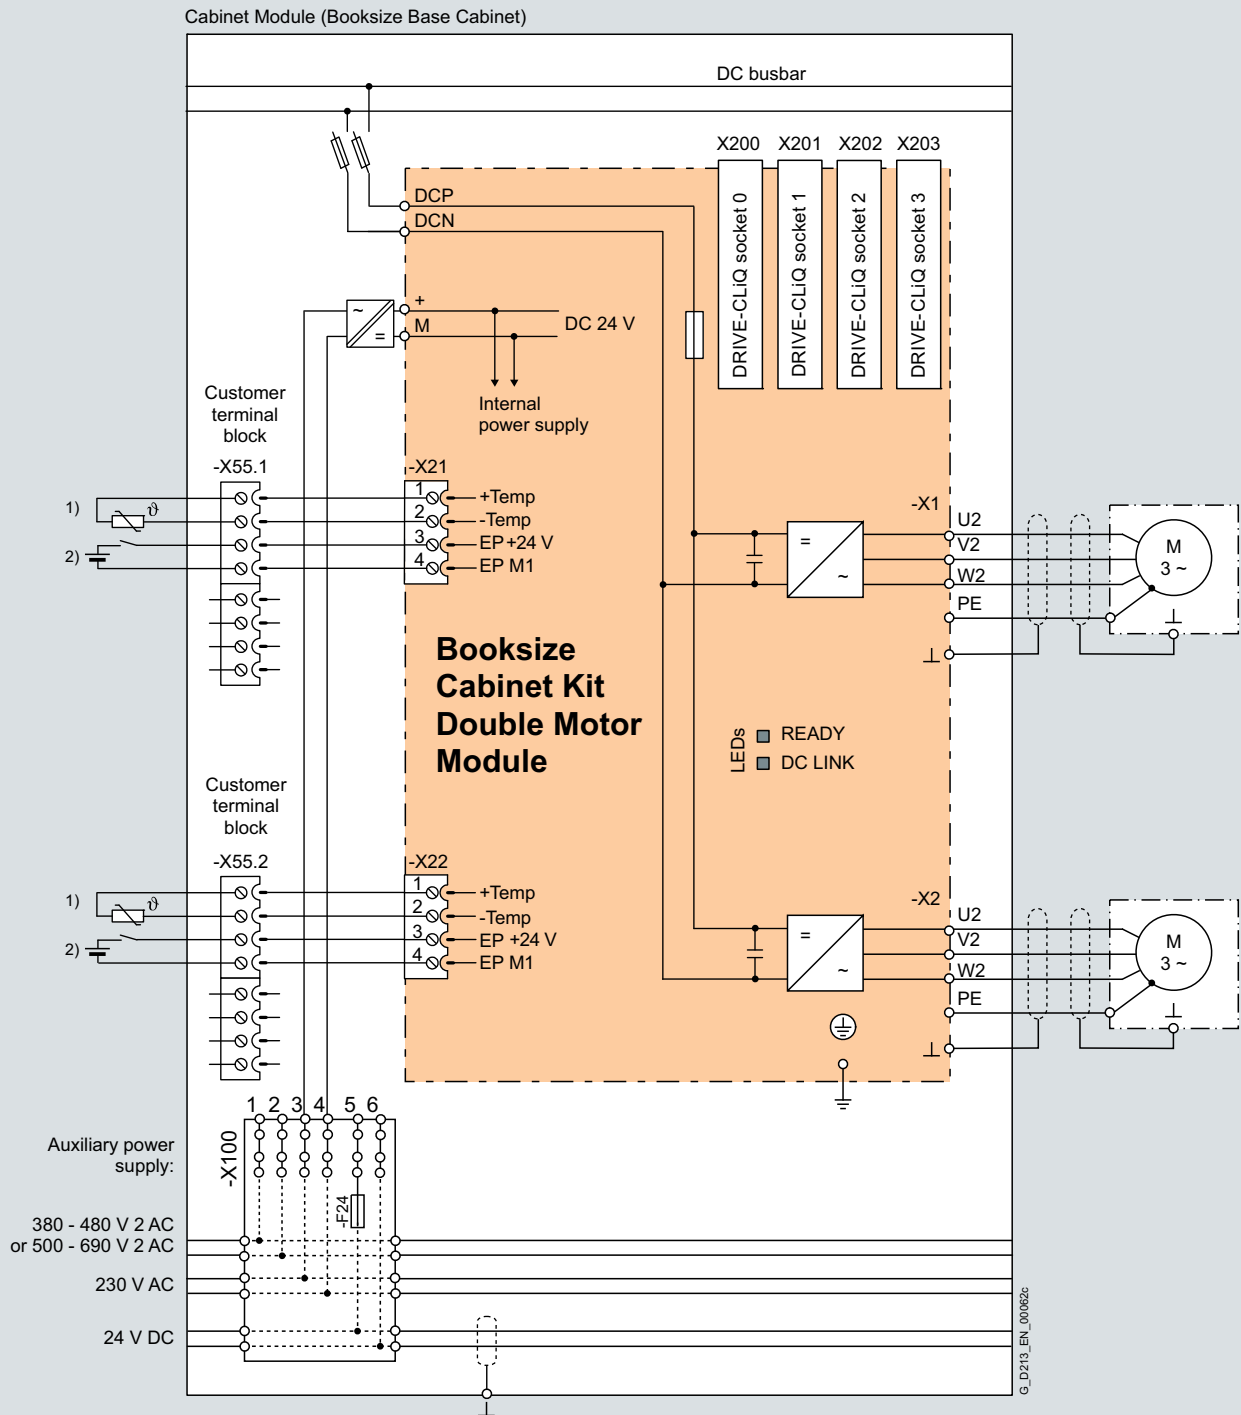 Cabinet Module (Booksize Base Cabinet)
DC busbar
X200 X201 X202 X203
DRIVE-CLiQ socket 0
DRIVE-CLiQ socket 1
DRIVE-CLiQ socket 2
DRIVE-CLiQ socket 3
DCP
DCN
+
M
~
=
DC 24 V
Internal
power supply
Customer
terminal
block
-X55.1
-X21
1)
ϑ
2)
1 +Temp
2 -Temp
3 EP +24 V
4 EP M1
=
~
-X1
U2
V2
W2
PE
M
3 ~
Booksize
Cabinet Kit
Double Motor
Module
LEDs
READY
DC LINK
Customer
terminal
block
-X55.2
-X22
1)
ϑ
2)
1 +Temp
2 -Temp
3 EP +24 V
4 EP M1
=
~
-X2
U2
V2
W2
PE
M
3 ~
1 2 3 4 5 6
-X100
-F24
Auxiliary power
supply:
380 - 480 V 2 AC
or 500 - 690 V 2 AC
230 V AC
24 V DC
G_D213_EN_00062c